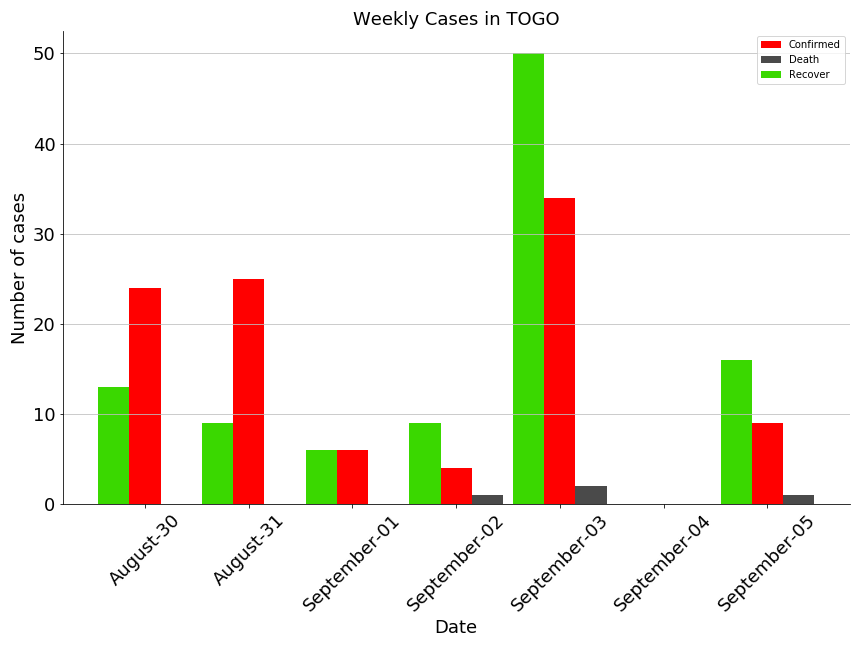 Weekly Cases in TOGO
Confirmed
Death
Recover
Number of cases
50
40
30
20
10
0
August-30
August-31
September-01
September-02
September-03
September-04
September-05
Date